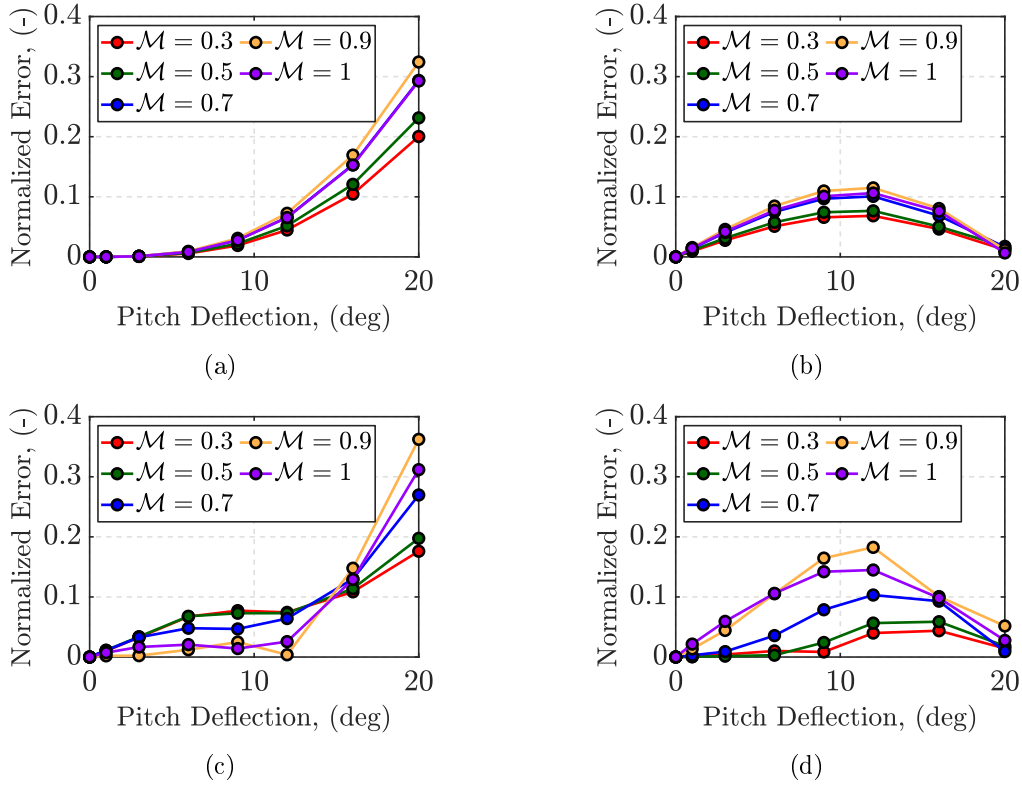 Normalized Error, (-)
0.4
0.3
0.2
0.1
0
ℳ = 0.3 ℳ = 0.9
ℳ = 0.5 ℳ = 1
ℳ = 0.7
0 10 20
Pitch Deflection, (deg)
(a)
Normalized Error, (-)
0.4
0.3
0.2
0.1
0
ℳ = 0.3 ℳ = 0.9
ℳ = 0.5 ℳ = 1
ℳ = 0.7
0 10 20
Pitch Deflection, (deg)
(b)
Normalized Error, (-)
0.4
0.3
0.2
0.1
0
ℳ = 0.3 ℳ = 0.9
ℳ = 0.5 ℳ = 1
ℳ = 0.7
0 10 20
Pitch Deflection, (deg)
(c)
Normalized Error, (-)
0.4
0.3
0.2
0.1
0
ℳ = 0.3 ℳ = 0.9
ℳ = 0.5 ℳ = 1
ℳ = 0.7
0 10 20
Pitch Deflection, (deg)
(d)